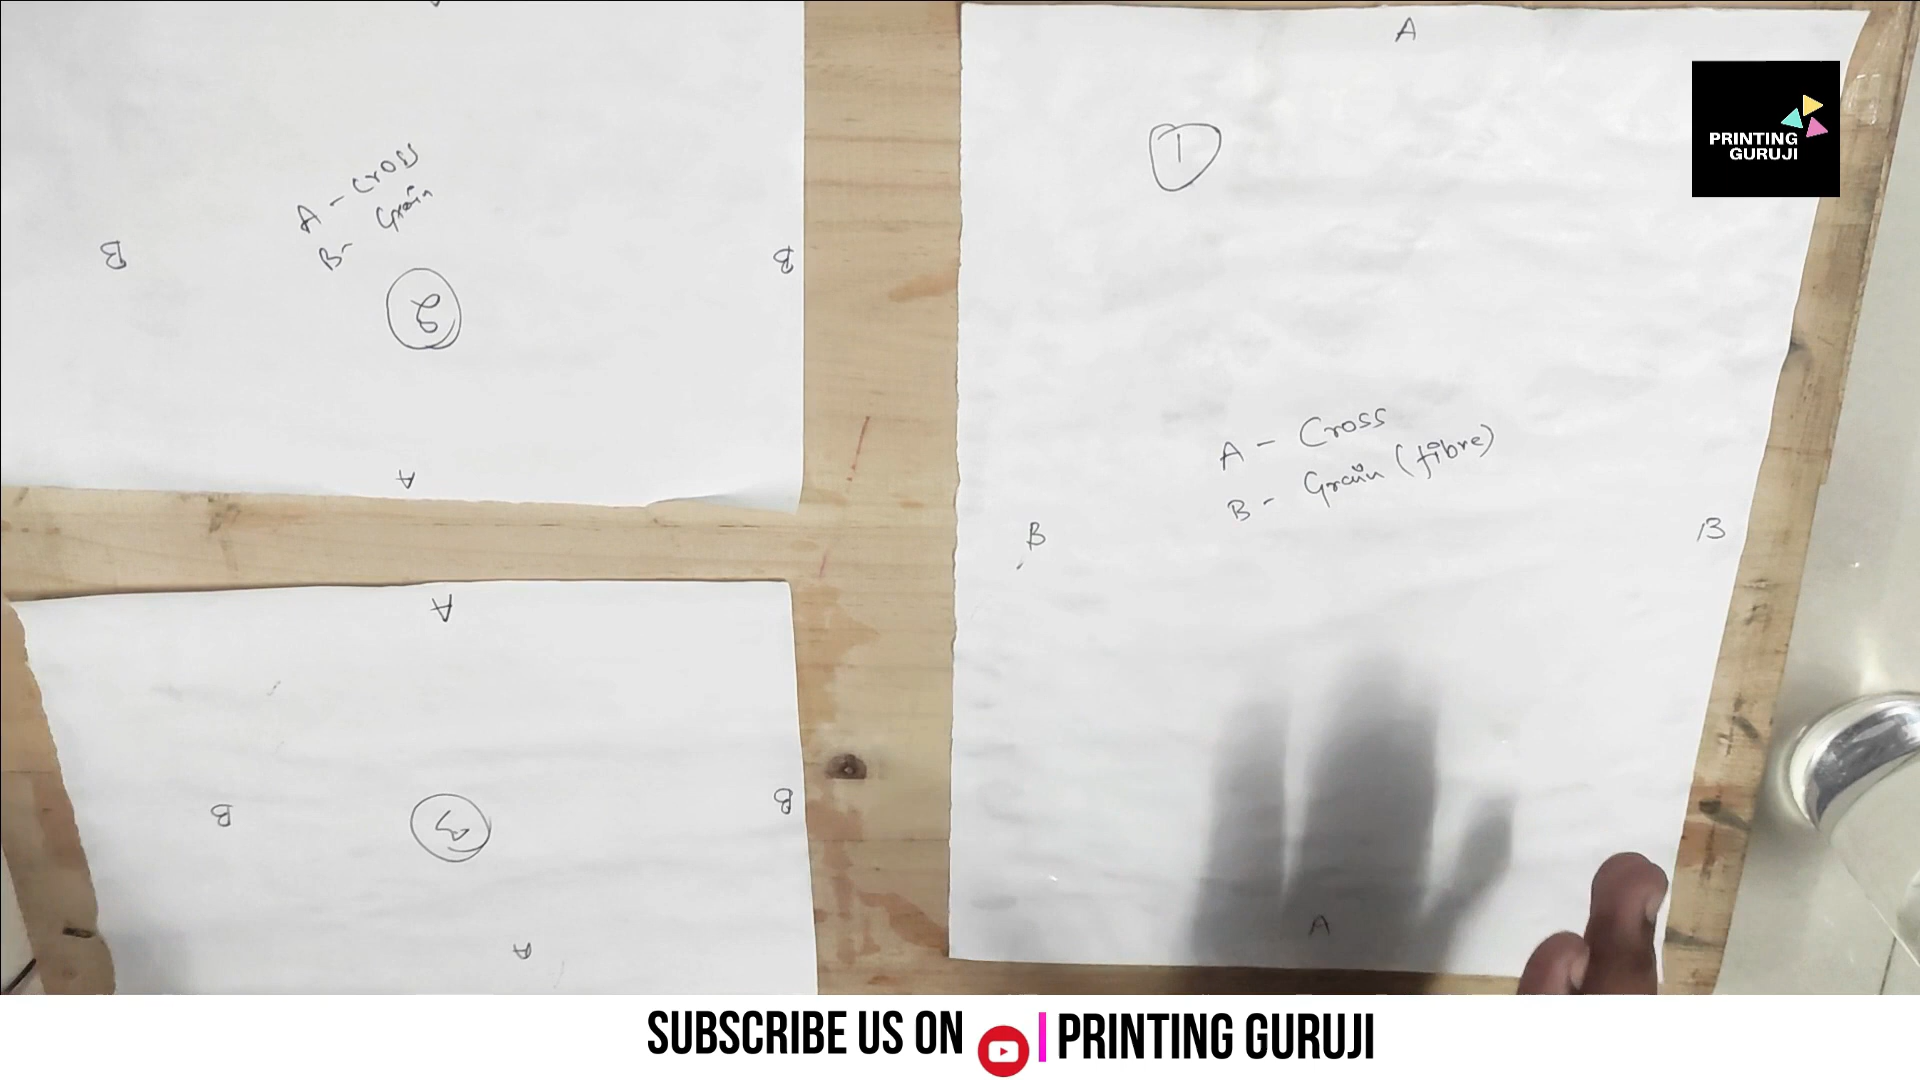 A - Cross
B - Grain
B
B
2
A
A
B
3
B
A
A
1
A - Cross
B - Grain (fibre)
B
B
A
PRINTING
GURUJI
SUBSCRIBE US ON PRINTING GURUJI